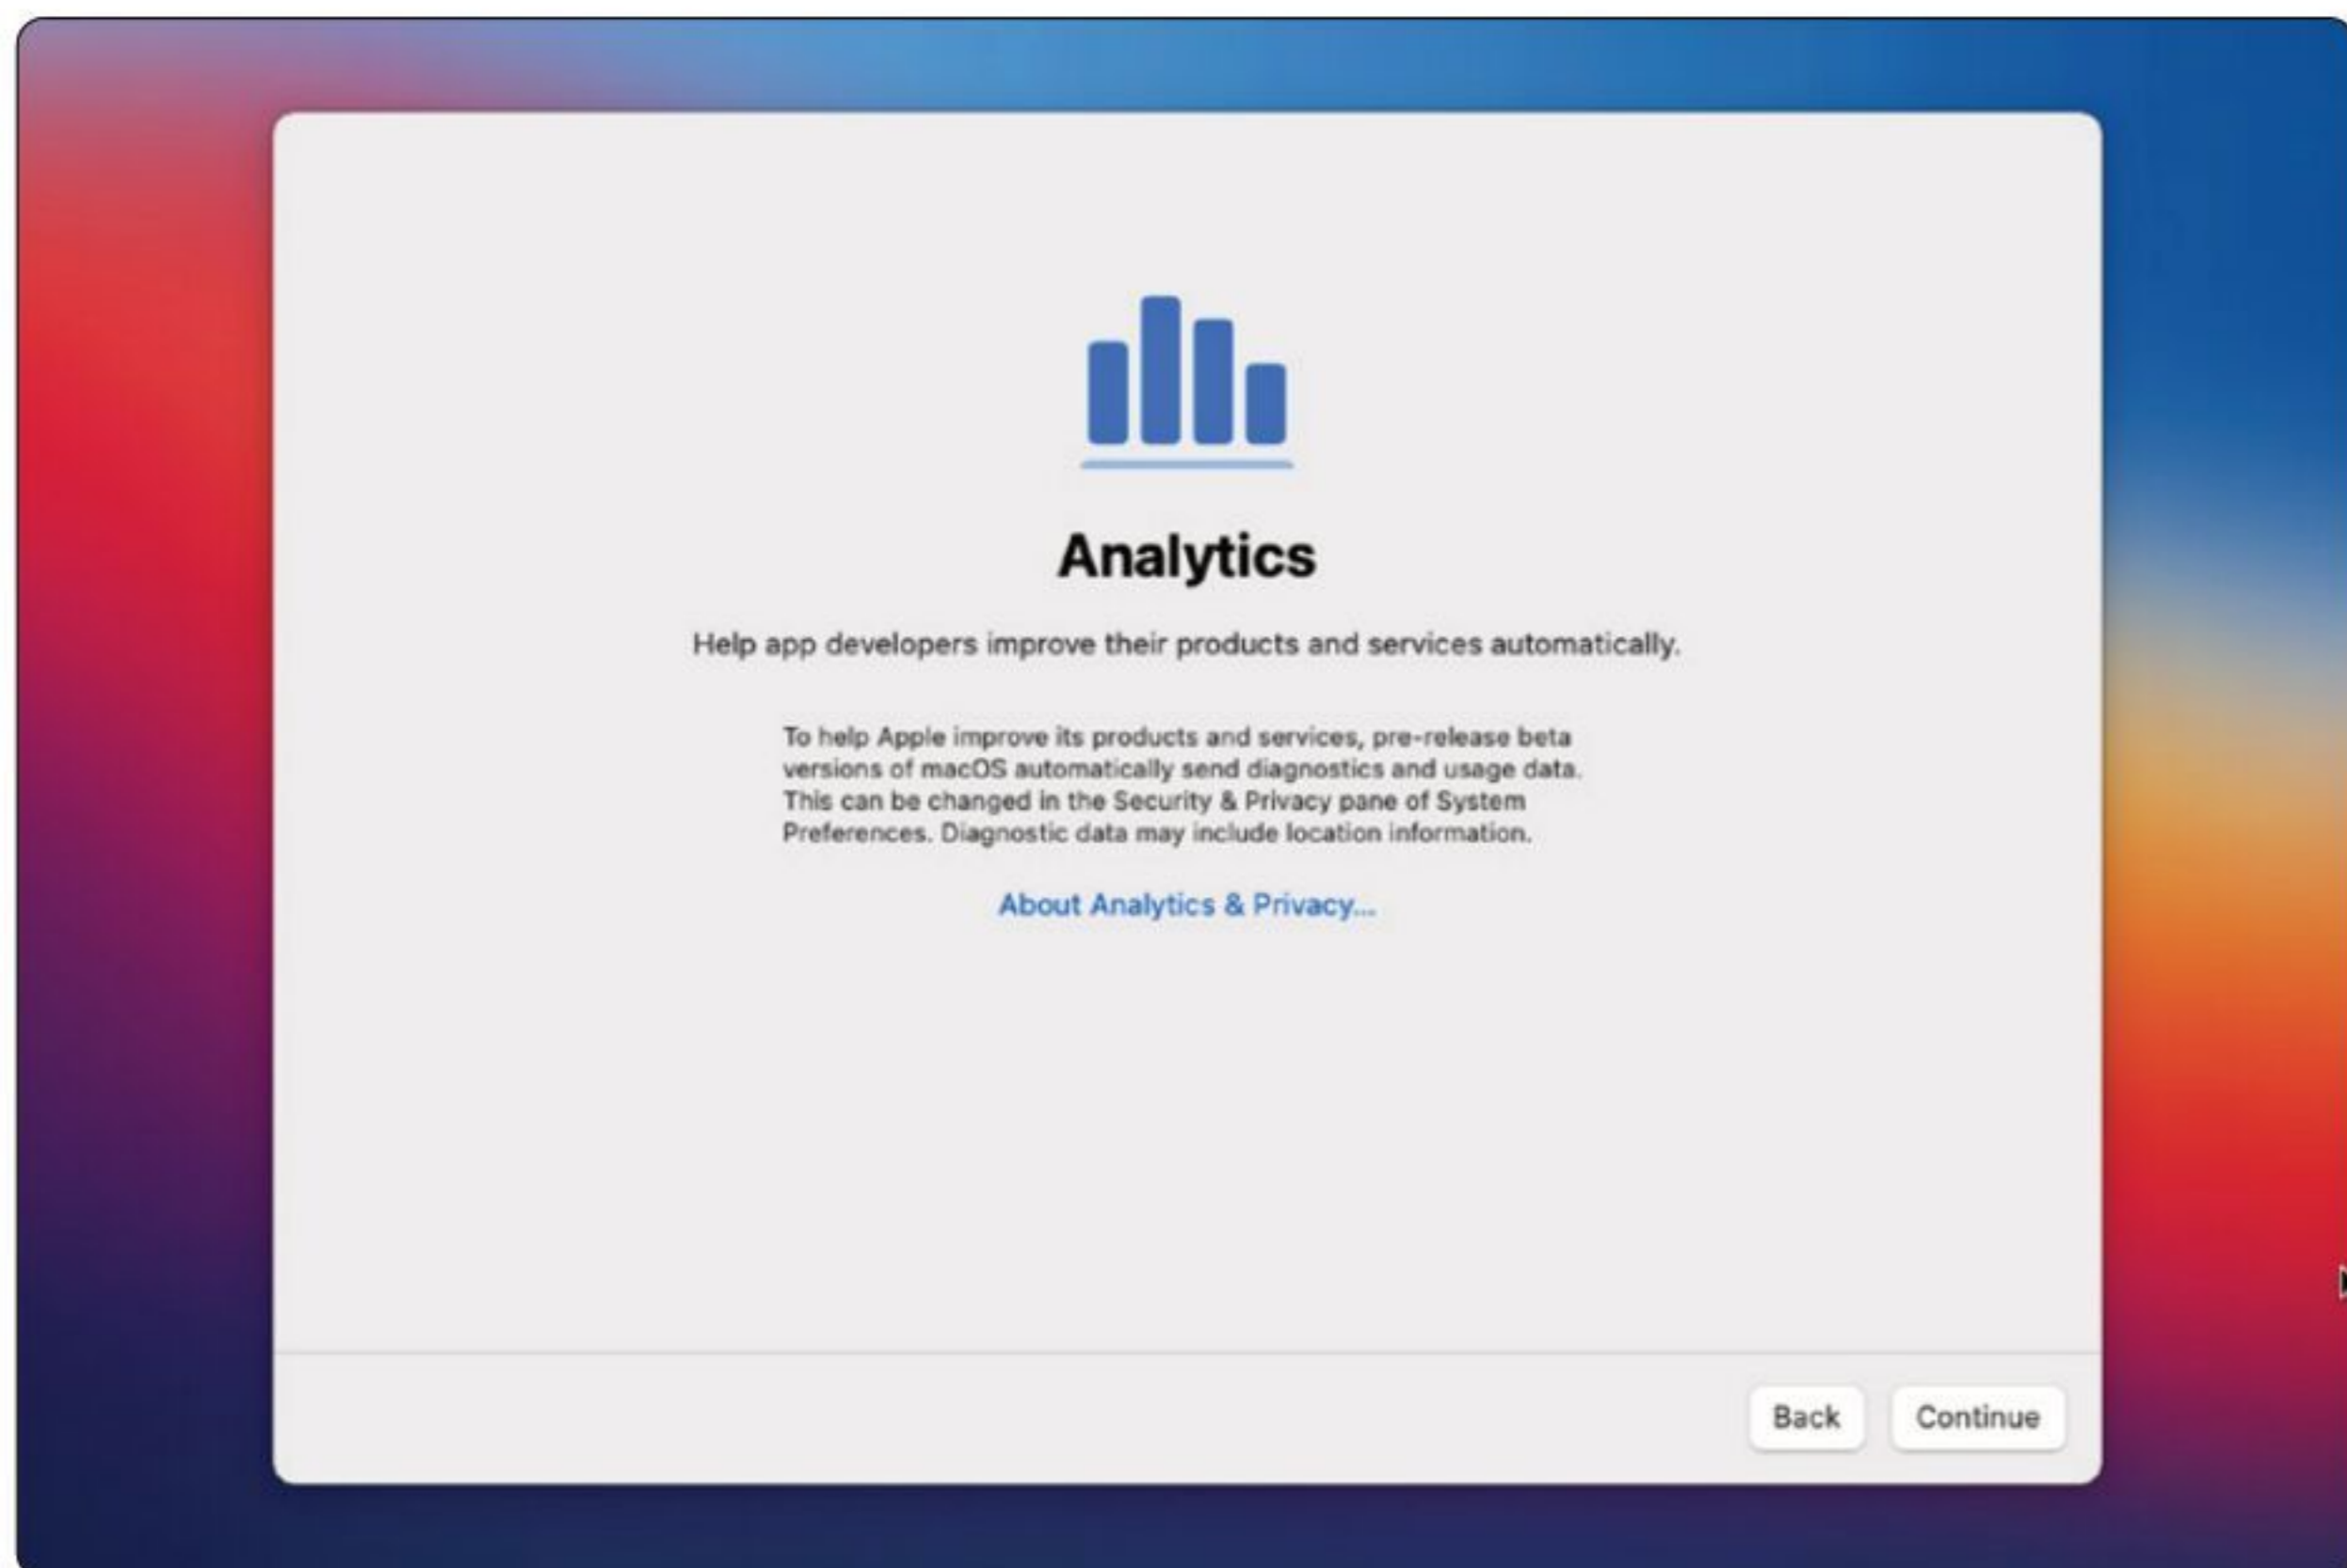 Analytics
Help app developers improve their products and services automatically.
To help Apple improve its products and services, pre-release beta
versions of macOS automatically send diagnostics and usage data.
This can be changed in the Security & Privacy pane of System
Preferences. Diagnostic data may include location information.
About Analytics & Privacy...
Back
Continue